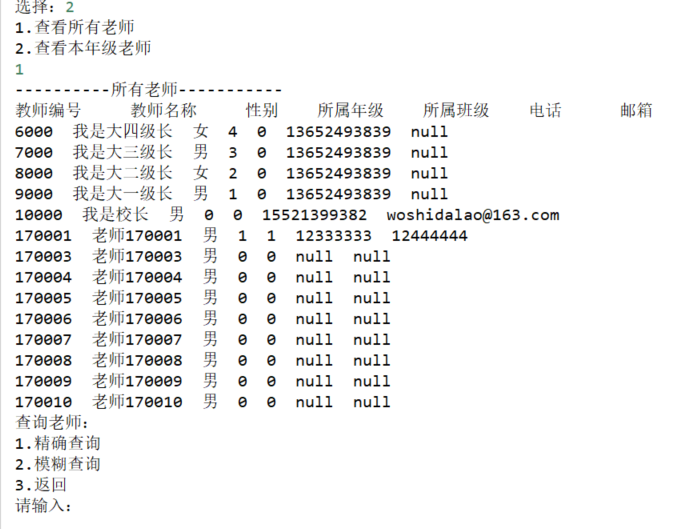 选择：2
1.查看所有老师
2.查看本年级老师
1
----------所有老师-----------
教师编号 教师名称 性别 所属年级 所属班级 电话 邮箱
6000 我是大四级长 女 4 0 13652493839 null
7000 我是大三级长 男 3 0 13652493839 null
8000 我是大二级长 女 2 0 13652493839 null
9000 我是大一级长 男 1 0 13652493839 null
10000 我是校长 男 0 0 15521399382 woshidalao@163.com
170001 老师170001 男 1 1 12333333 12444444
170003 老师170003 男 0 0 null null
170004 老师170004 男 0 0 null null
170005 老师170005 男 0 0 null null
170006 老师170006 男 0 0 null null
170007 老师170007 男 0 0 null null
170008 老师170008 男 0 0 null null
170009 老师170009 男 0 0 null null
170010 老师170010 男 0 0 null null
查询老师：
1.精确查询
2.模糊查询
3.返回
请输入：